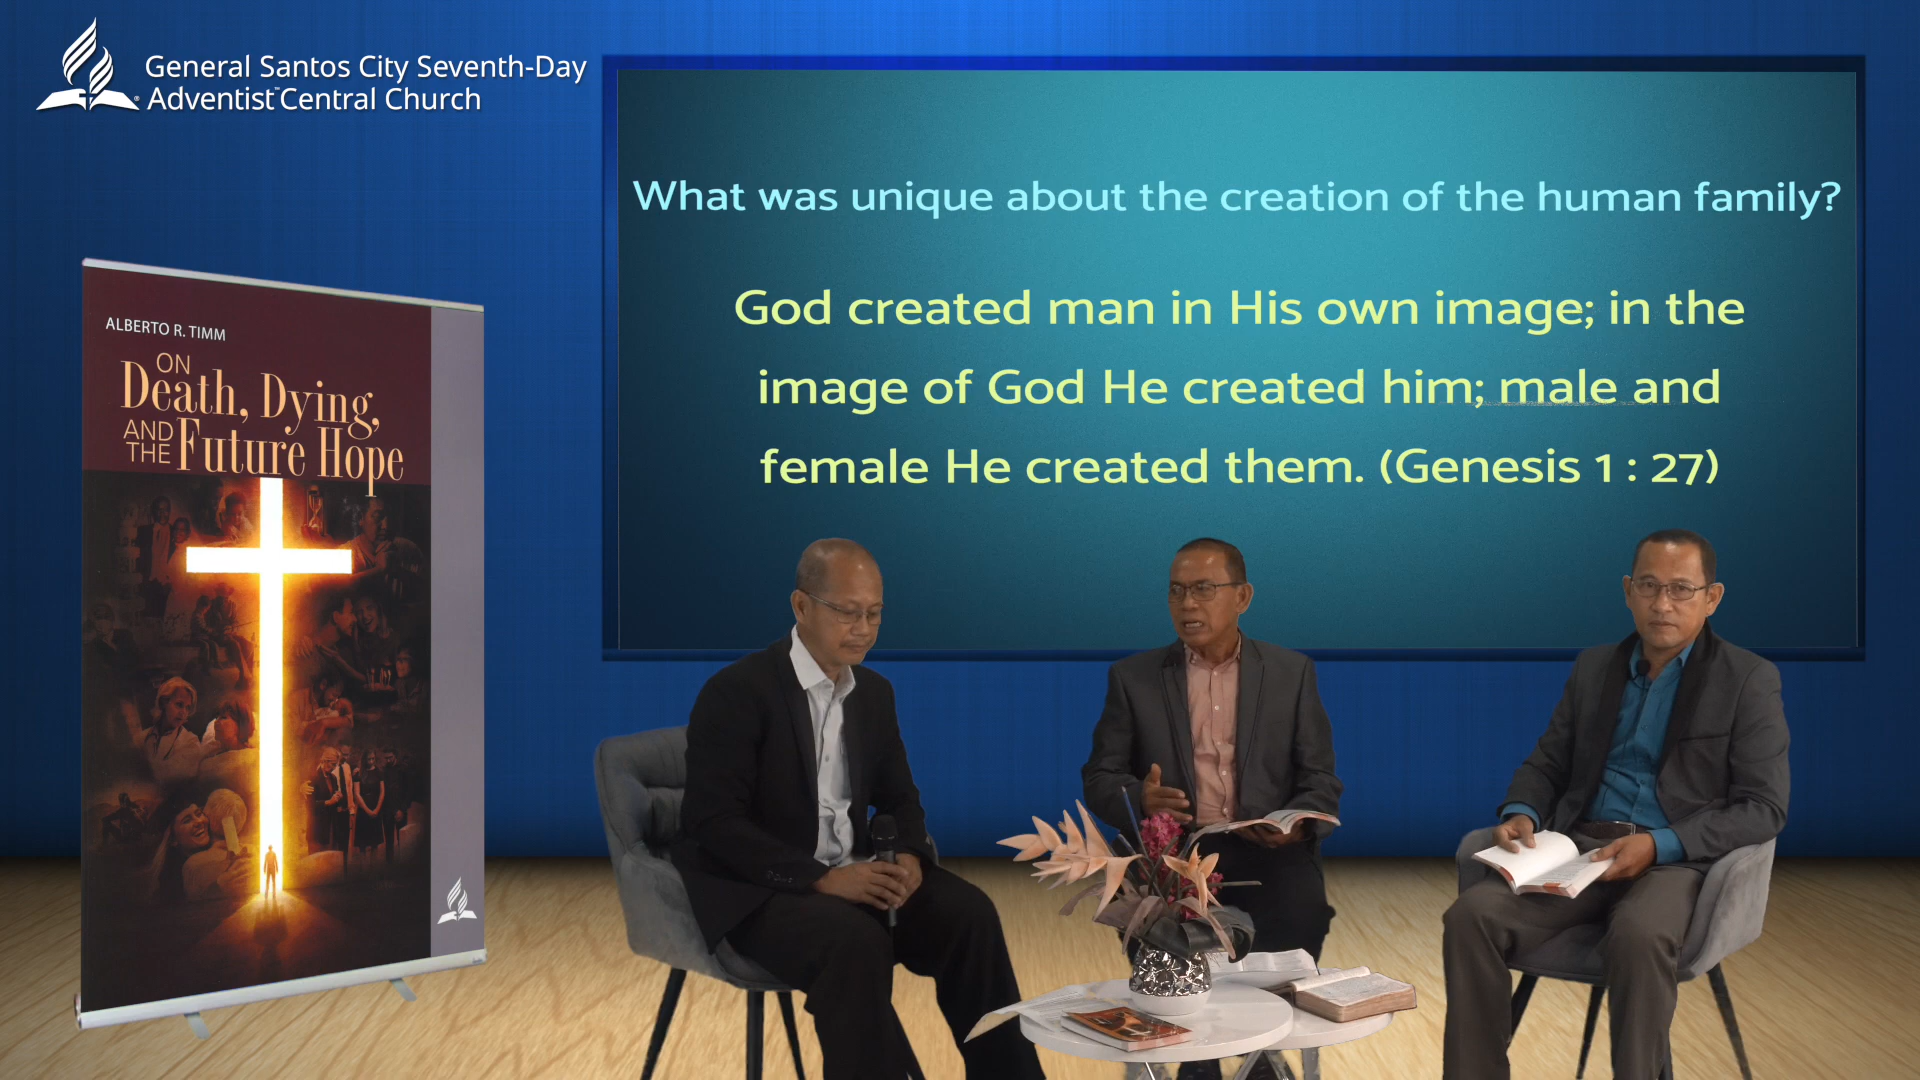 General Santos City Seventh-Day
Adventist™ Central Church
What was unique about the creation of the human family?
God created man in His own image; in the
image of God He created him; male and
female He created them. (Genesis 1 : 27)
ALBERTO R. TIMM
ON
Death, Dying,
AND
THE Future Hope